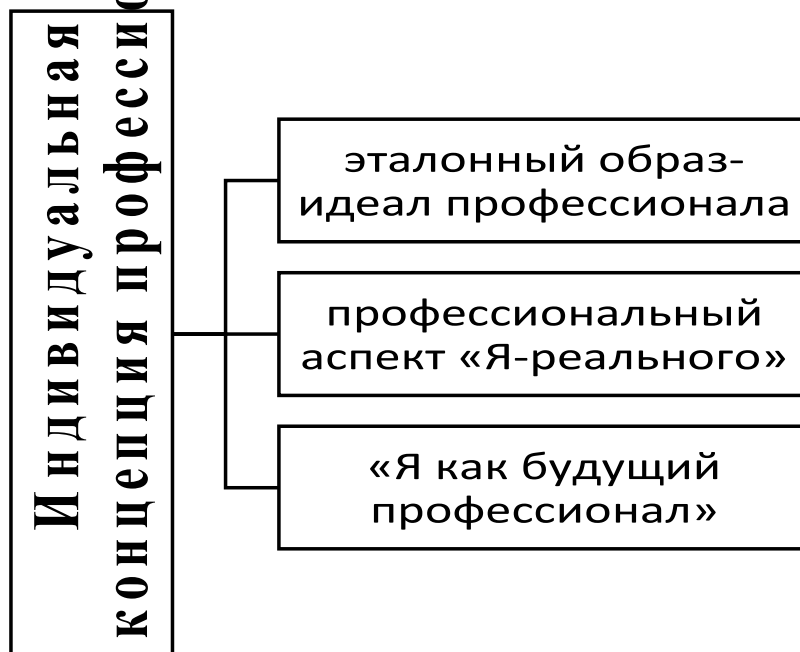 Индивидуальная
концепция
эталонный образ-
идеал профессионала
профессиональный
аспект «Я-реального»
«Я как будущий
профессионал»